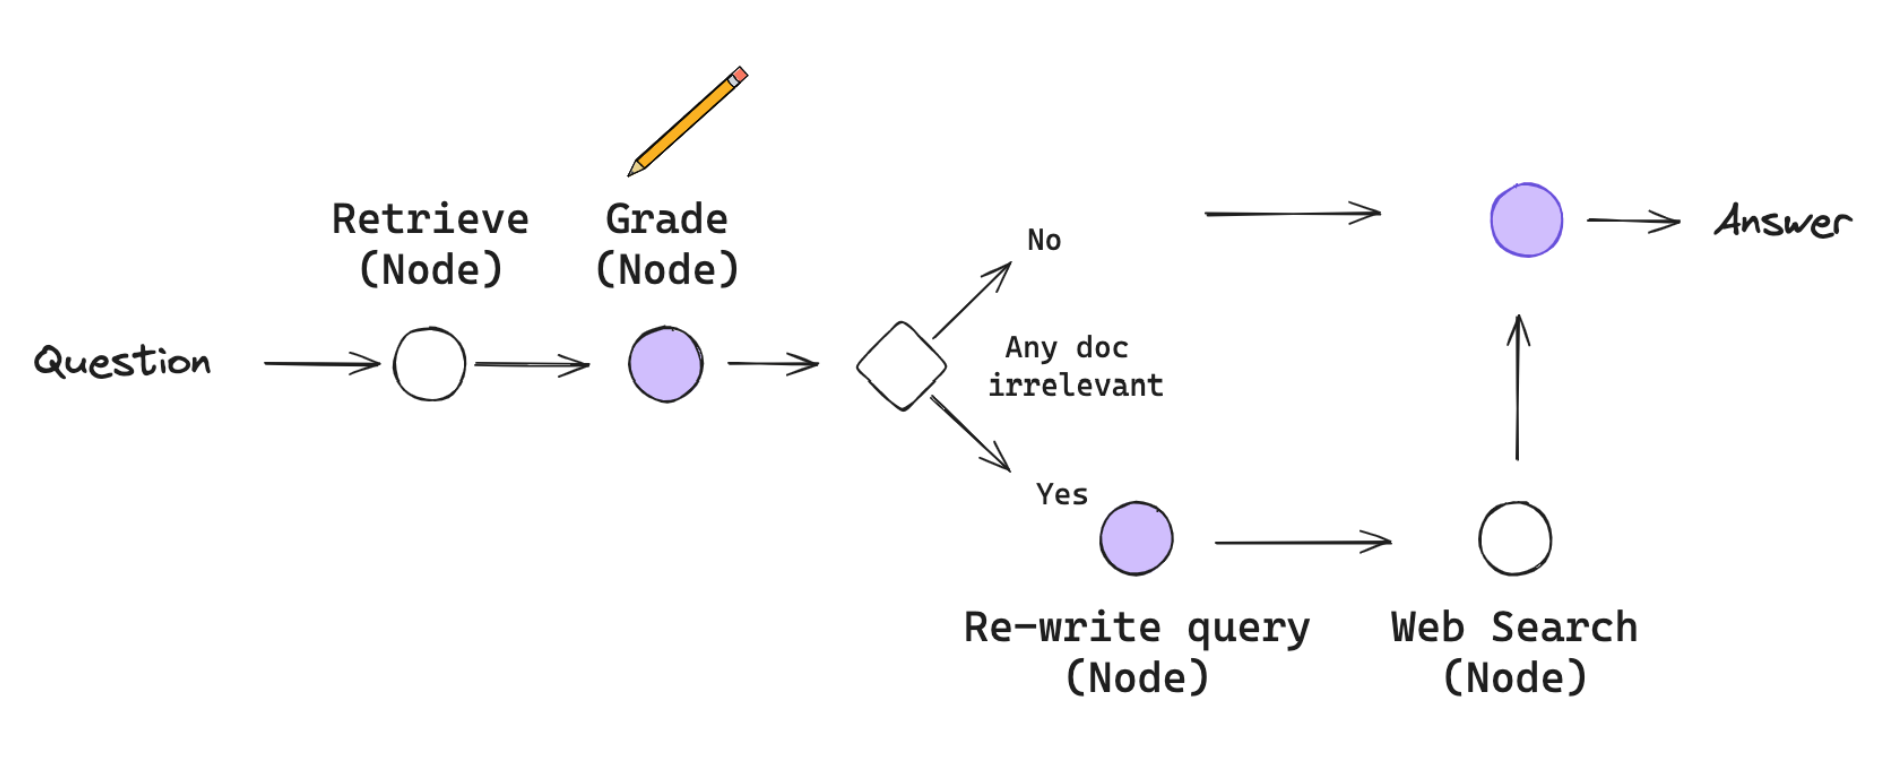 Question
Retrieve
(Node)
Grade
(Node)
No
Any doc
irrelevant
Yes
Re-write query
(Node)
Web Search
(Node)
Answer